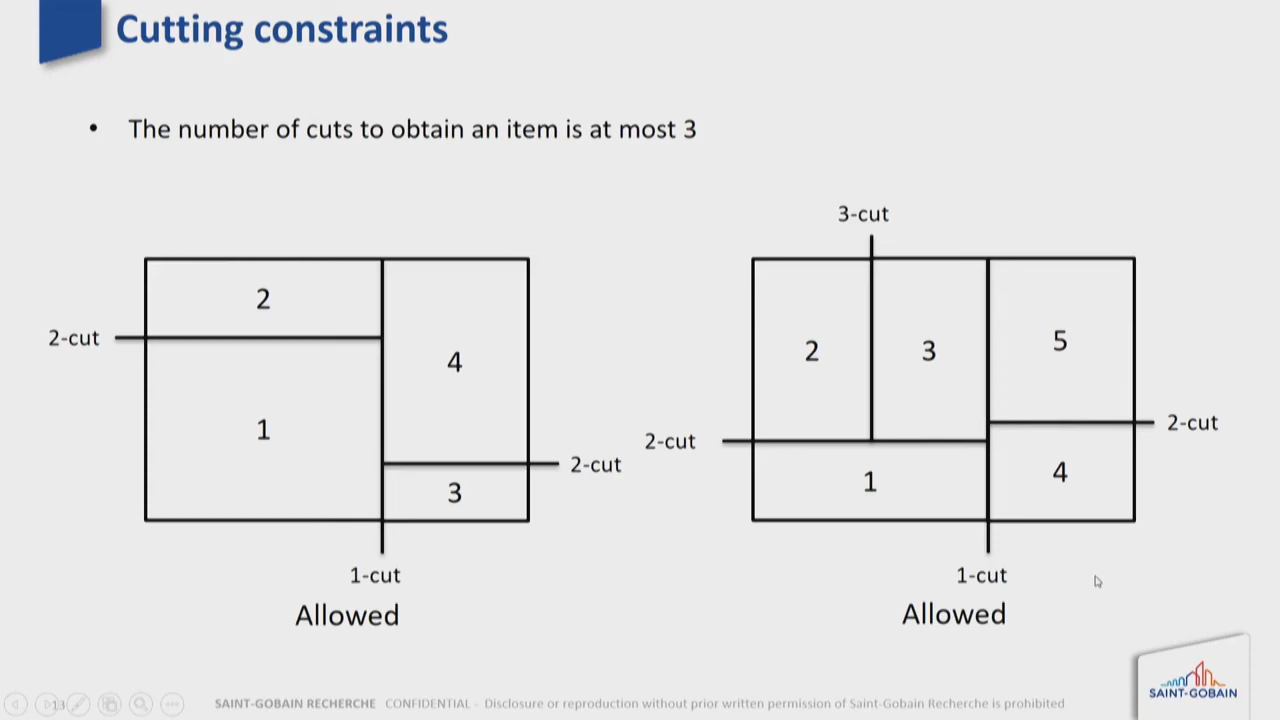 Cutting constraints
• The number of cuts to obtain an item is at most 3
3-cut
2
4
2-cut
1
2-cut
3
1-cut
Allowed
2
3
5
2-cut
2-cut
1
4
1-cut
Allowed
13
SAINT-GOBAIN RECHERCHE CONFIDENTIAL - Disclosure or reproduction without prior written permission of Saint-Gobain Recherche is prohibited
SAINT-GOBAIN